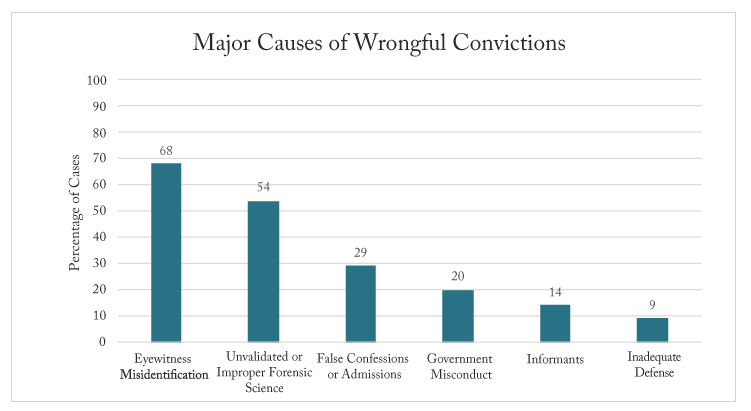 Major Causes of Wrongful Convictions
Percentage of Cases
100
90
80
70
60
50
40
30
20
10
0
68
54
29
20
14
9
Eyewitness
Misidentification
Unvalidated or
Improper Forensic
Science
False Confessions
or Admissions
Government
Misconduct
Informants
Inadequate
Defense